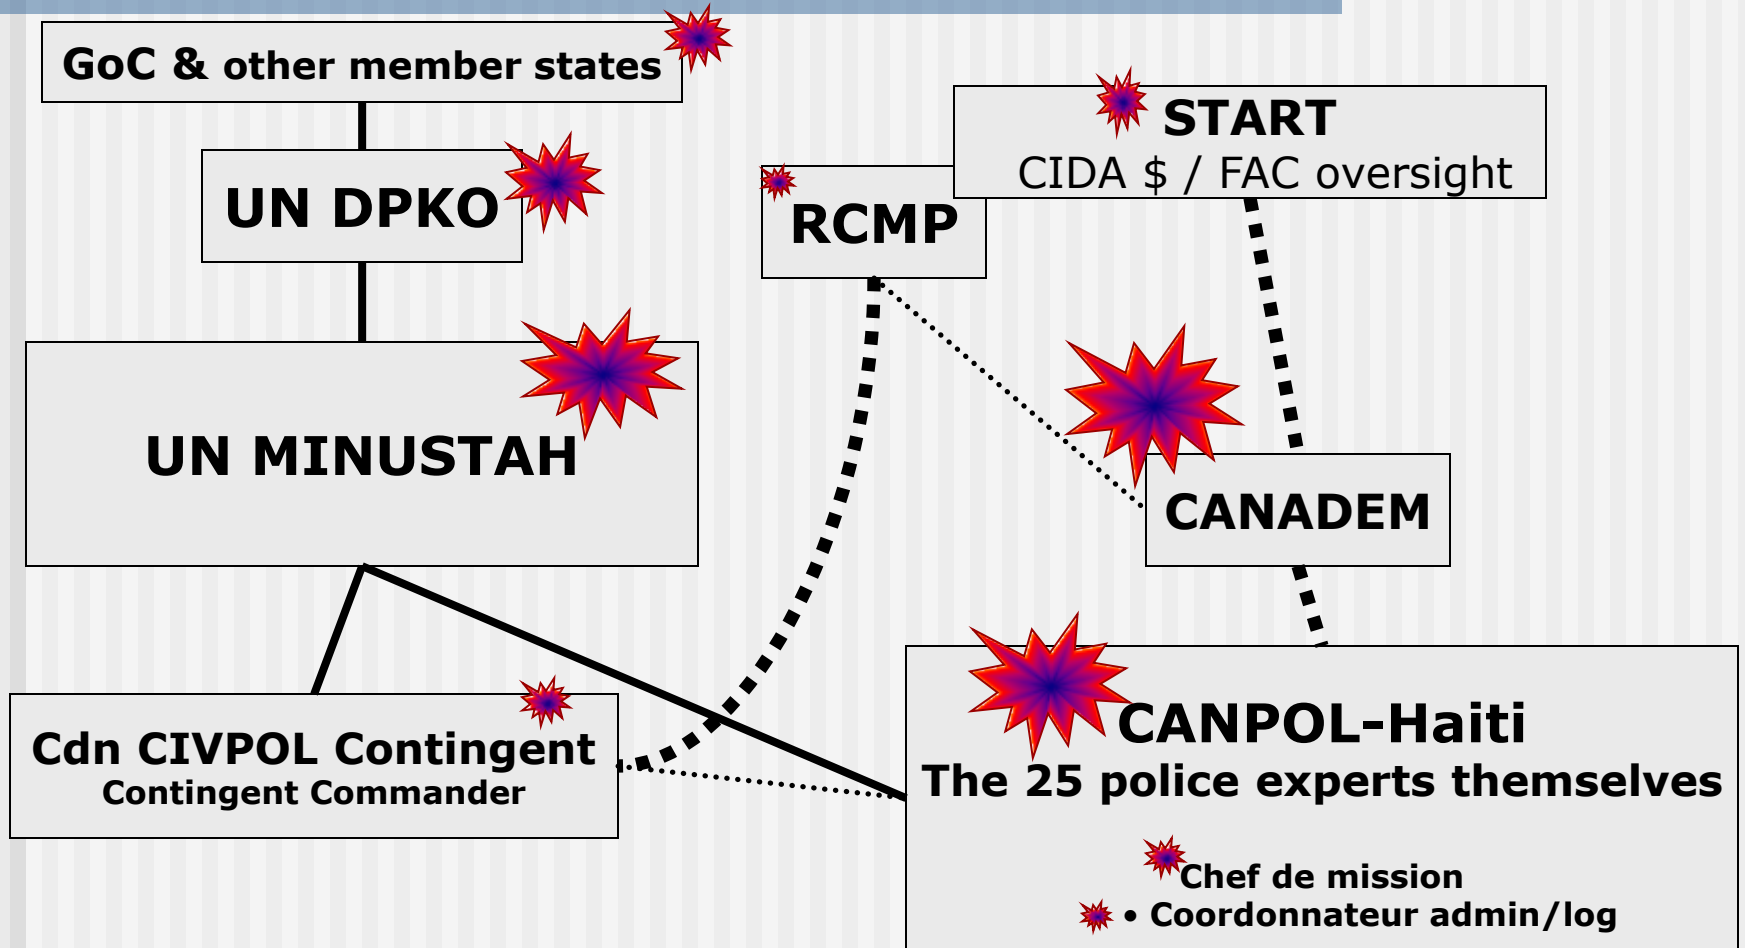 GoC & other member states
START
CIDA $ / FAC oversight
UN DPKO
RCMP
UN MINUSTAH
CANADEM
Cdn CIVPOL Contingent
Contingent Commander
CANPOL-Haiti
The 25 police experts themselves
Chef de mission
• Coordonnateur admin/log